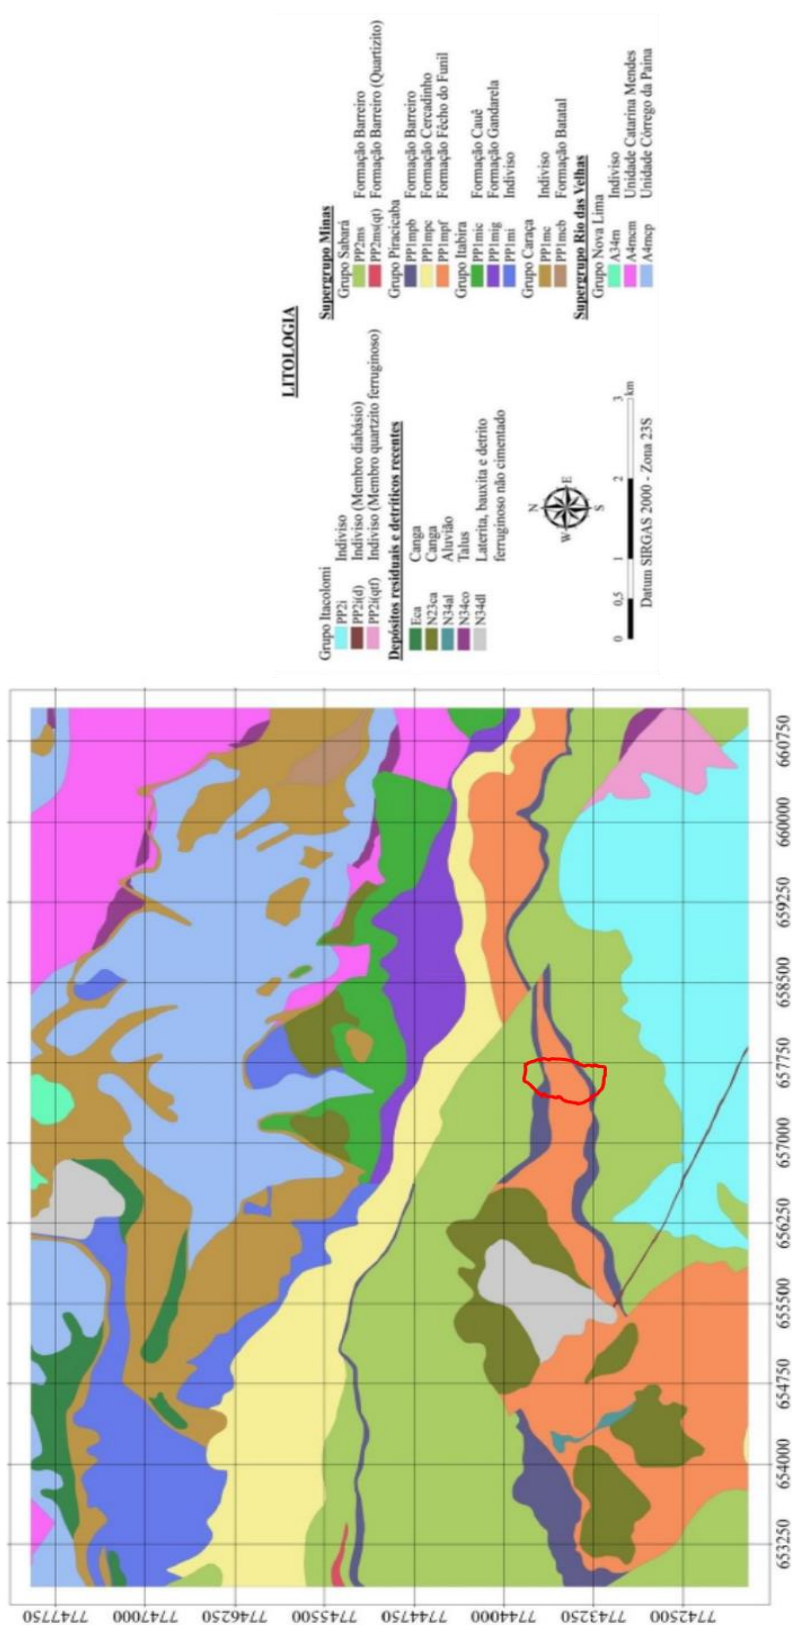 LITOLOGIA
Grupo Itacolomi
PP2i Indiviso
PP2i(d) Indiviso (Membro diabásio)
PP2i(qtf) Indiviso (Membro quartzito ferruginoso)
Depósitos residuais e detríticos recentes
Eca Canga
N23ca Canga
N34al Aluvião
N34co Talus
N34dl Laterita, bauxita e detrito
ferruginoso não cimentado
Supergrupo Minas
Grupo Sabará
PP2ms Formação Barreiro
PP2ms(qt) Formação Barreiro (Quartizito)
Grupo Piracicaba
PP1mpb Formação Barreiro
PP1mpc Formação Cercadinho
PP1mpf Formação Fêcho do Funil
Grupo Itabira
PP1mic Formação Cauê
PP1mig Formação Gandarela
PP1mi Indiviso
Grupo Caraça
PP1mc Indiviso
PP1mcb Formação Batatal
Supergrupo Rio das Velhas
Grupo Nova Lima
A34rn Indiviso
A4rncm Unidade Catarina Mendes
A4rncp Unidade Córrego da Paina
N
W E
S
0 0,5 1 2 3
km
Datum SIRGAS 2000 - Zona 23S
7747750
7747000
7746250
7745500
7744750
7744000
7743250
7742500
653250 654000 654750 655500 656250 657000 657750 658500 659250 660000 660750